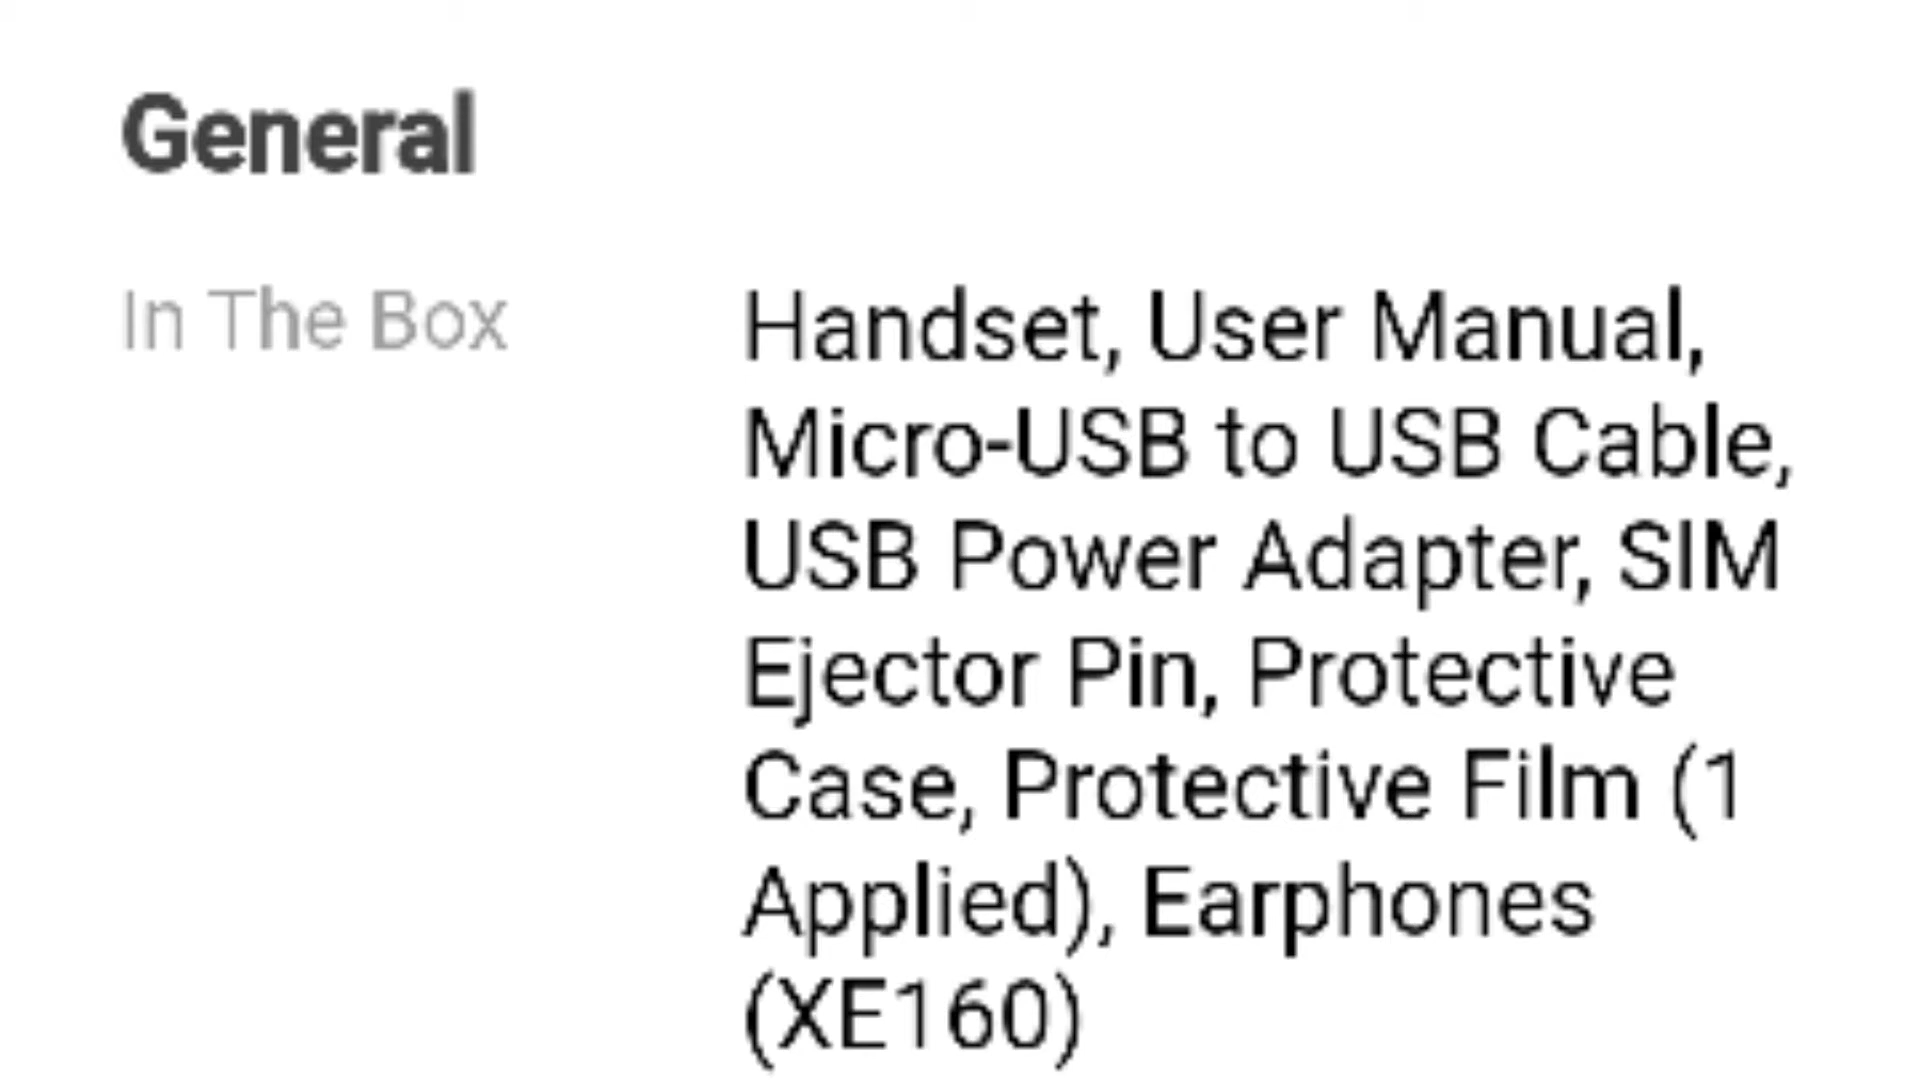 General
In The Box
Handset, User Manual,
Micro-USB to USB Cable,
USB Power Adapter, SIM
Ejector Pin, Protective
Case, Protective Film (1
Applied), Earphones
(XE160)